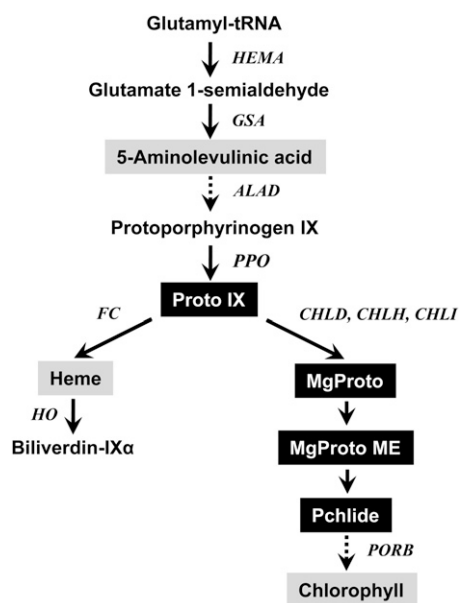 Glutamyl-tRNA
HEMA
Glutamate 1-semialdehyde
GSA
5-Aminolevulinic acid
ALAD
Protoporphyrinogen IX
PPO
Proto IX
FC
CHLD, CHLH, CHLI
Heme
MgProto
HO
Biliverdin-IXα
MgProto ME
Pchlide
PORB
Chlorophyll